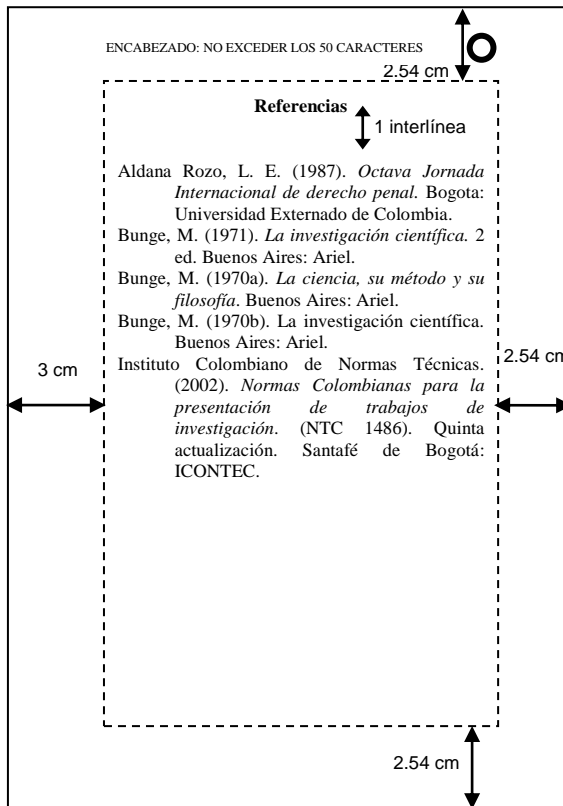 ENCABEZADO: NO EXCEDER LOS 50 CARACTERES
2.54 cm
Referencias
1 interlínea
Aldana Rozo, L. E. (1987). Octava Jornada
Internacional de derecho penal. Bogota:
Universidad Externado de Colombia.
Bunge, M. (1971). La investigación científica. 2
ed. Buenos Aires: Ariel.
Bunge, M. (1970a). La ciencia, su método y su
filosofía. Buenos Aires: Ariel.
Bunge, M. (1970b). La investigación científica.
Buenos Aires: Ariel.
Instituto Colombiano de Normas Técnicas.
(2002). Normas Colombianas para la
presentación de trabajos de
investigación. (NTC 1486). Quinta
actualización. Santafé de Bogotá:
ICONTEC.
3 cm
2.54 cm
2.54 cm